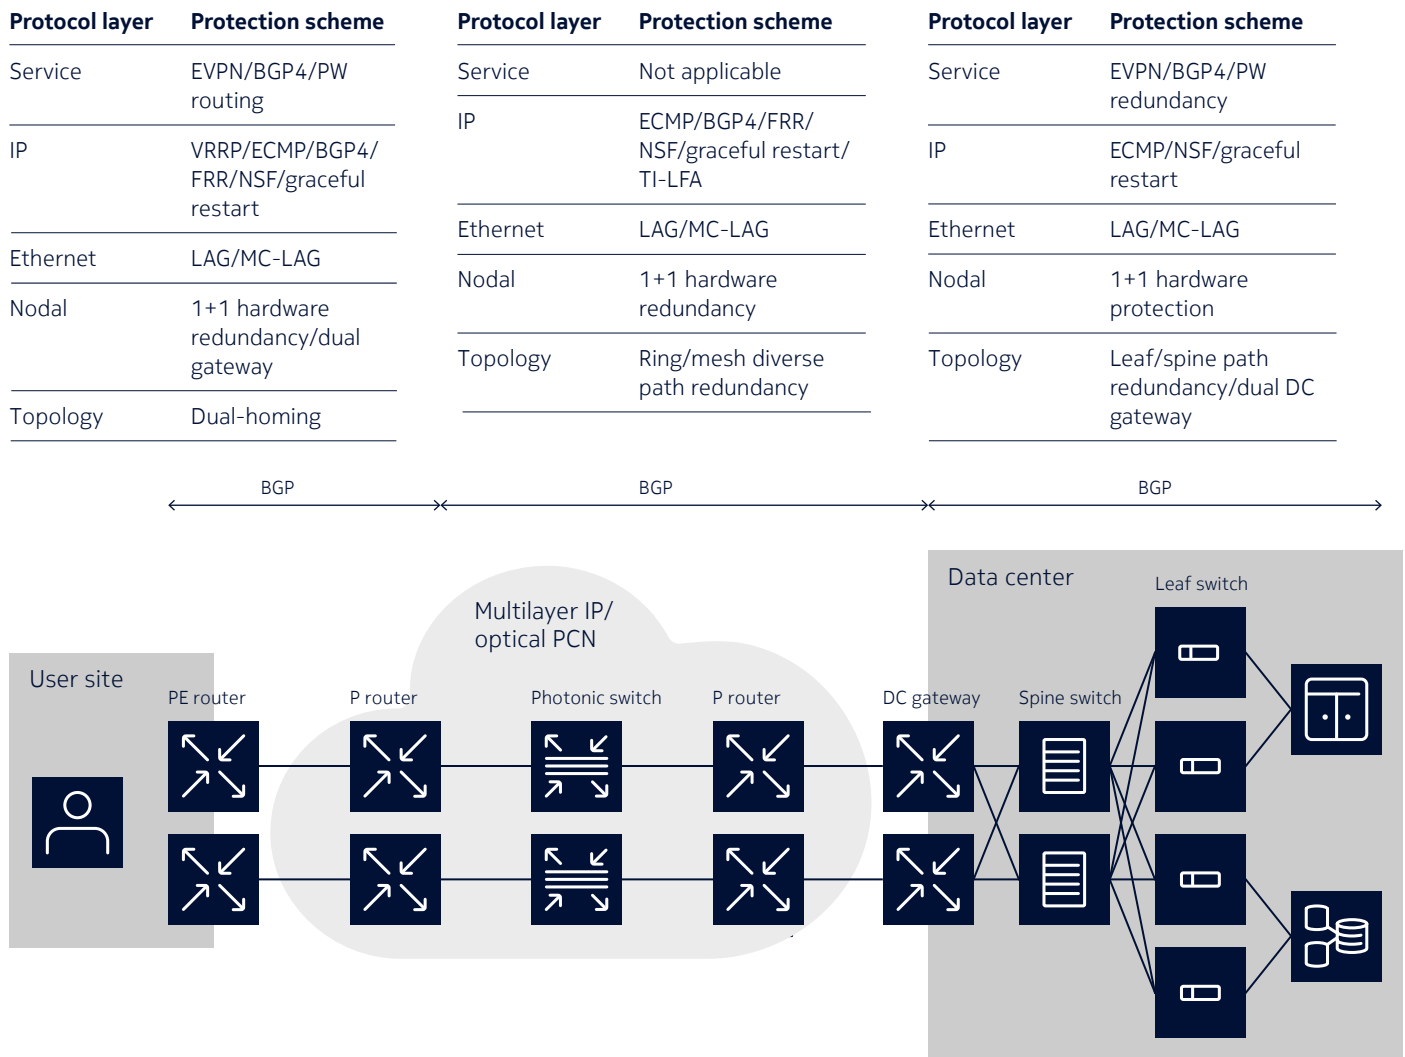 Protocol layer Protection scheme
Service EVPN/BGP4/PW
routing
IP VRRP/ECMP/BGP4/
FRR/NSF/graceful
restart
Ethernet LAG/MC-LAG
Nodal 1+1 hardware
redundancy/dual
gateway
Topology Dual-homing
Protocol layer Protection scheme
Service Not applicable
IP ECMP/BGP4/FRR/
NSF/graceful restart/
TI-LFA
Ethernet LAG/MC-LAG
Nodal 1+1 hardware
redundancy
Topology Ring/mesh diverse
path redundancy
Protocol layer Protection scheme
Service EVPN/BGP4/PW
redundancy
IP ECMP/NSF/graceful
restart
Ethernet LAG/MC-LAG
Nodal 1+1 hardware
protection
Topology Leaf/spine path
redundancy/dual DC
gateway
BGP BGP BGP
Data center
Leaf switch
Multilayer IP/
optical PCN
User site
PE router P router Photonic switch P router DC gateway Spine switch